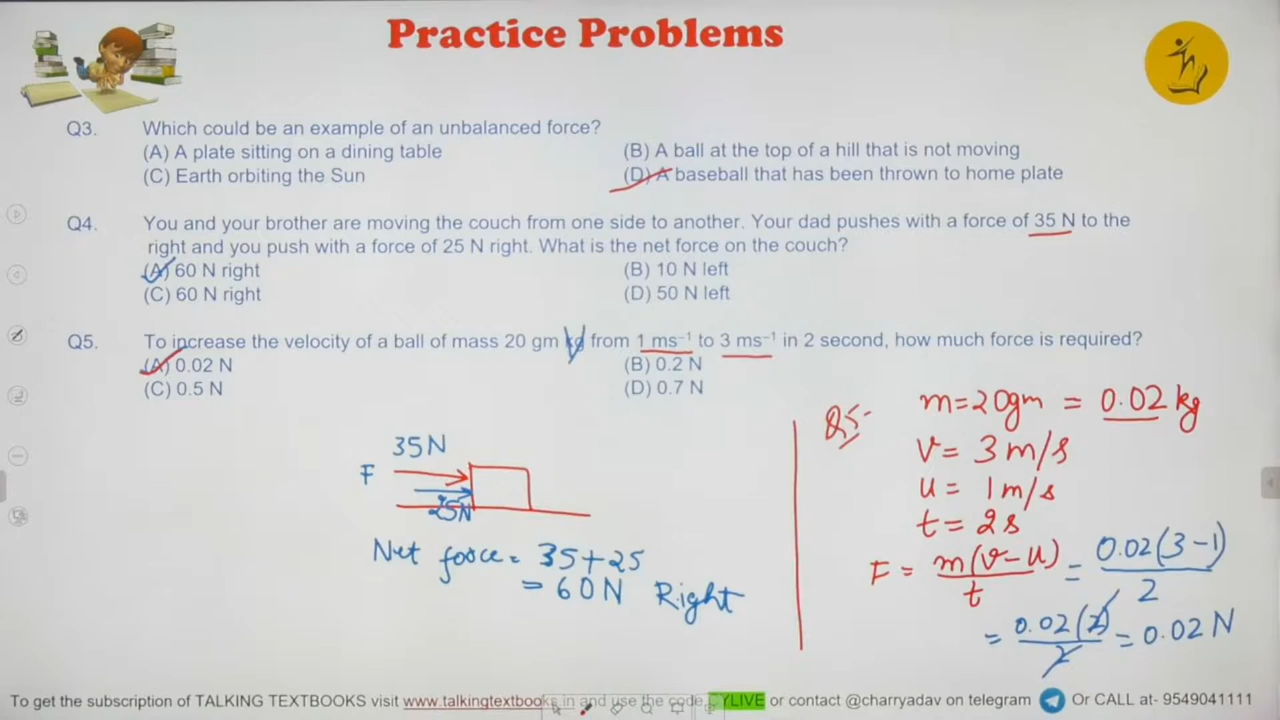 Practice Problems
Q3. Which could be an example of an unbalanced force?
(A) A plate sitting on a dining table (B) A ball at the top of a hill that is not moving
(C) Earth orbiting the Sun (D) A baseball that has been thrown to home plate
Q4. You and your brother are moving the couch from one side to another. Your dad pushes with a force of 35 N to the
right and you push with a force of 25 N right. What is the net force on the couch?
(A) 60 N right (B) 10 N left
(C) 60 N right (D) 50 N left
Q5. To increase the velocity of a ball of mass 20 gm kg from 1 ms⁻¹ to 3 ms⁻¹ in 2 second, how much force is required?
(A) 0.02 N (B) 0.2 N
(C) 0.5 N (D) 0.7 N
35N
F
25N
Net force = 35+25
= 60N Right
Q5- m=20gm = 0.02 kg
v= 3 m/s
u = 1m/s
t = 2s
F = m(v-u)/t = 0.02(3-1)/2
= 0.02(2)/2 = 0.02 N
To get the subscription of TALKING TEXTBOOKS visit www.talkingtextbooks.in and use the code CYLIVE or contact @charryadav on telegram Or CALL at- 9549041111